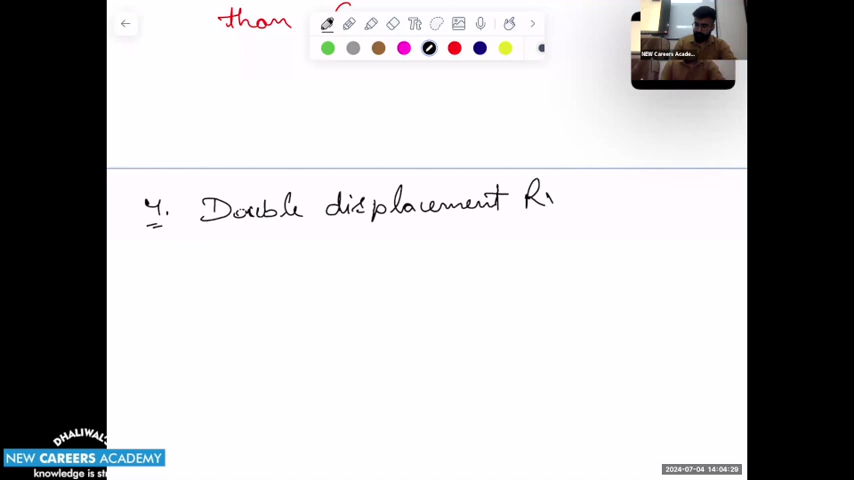 than
Tt
NEW Careers Acade...
4. Double displacement R
DHALIWAL'S
NEW CAREERS ACADEMY
knowledge is st
2024-07-04 14:04:29